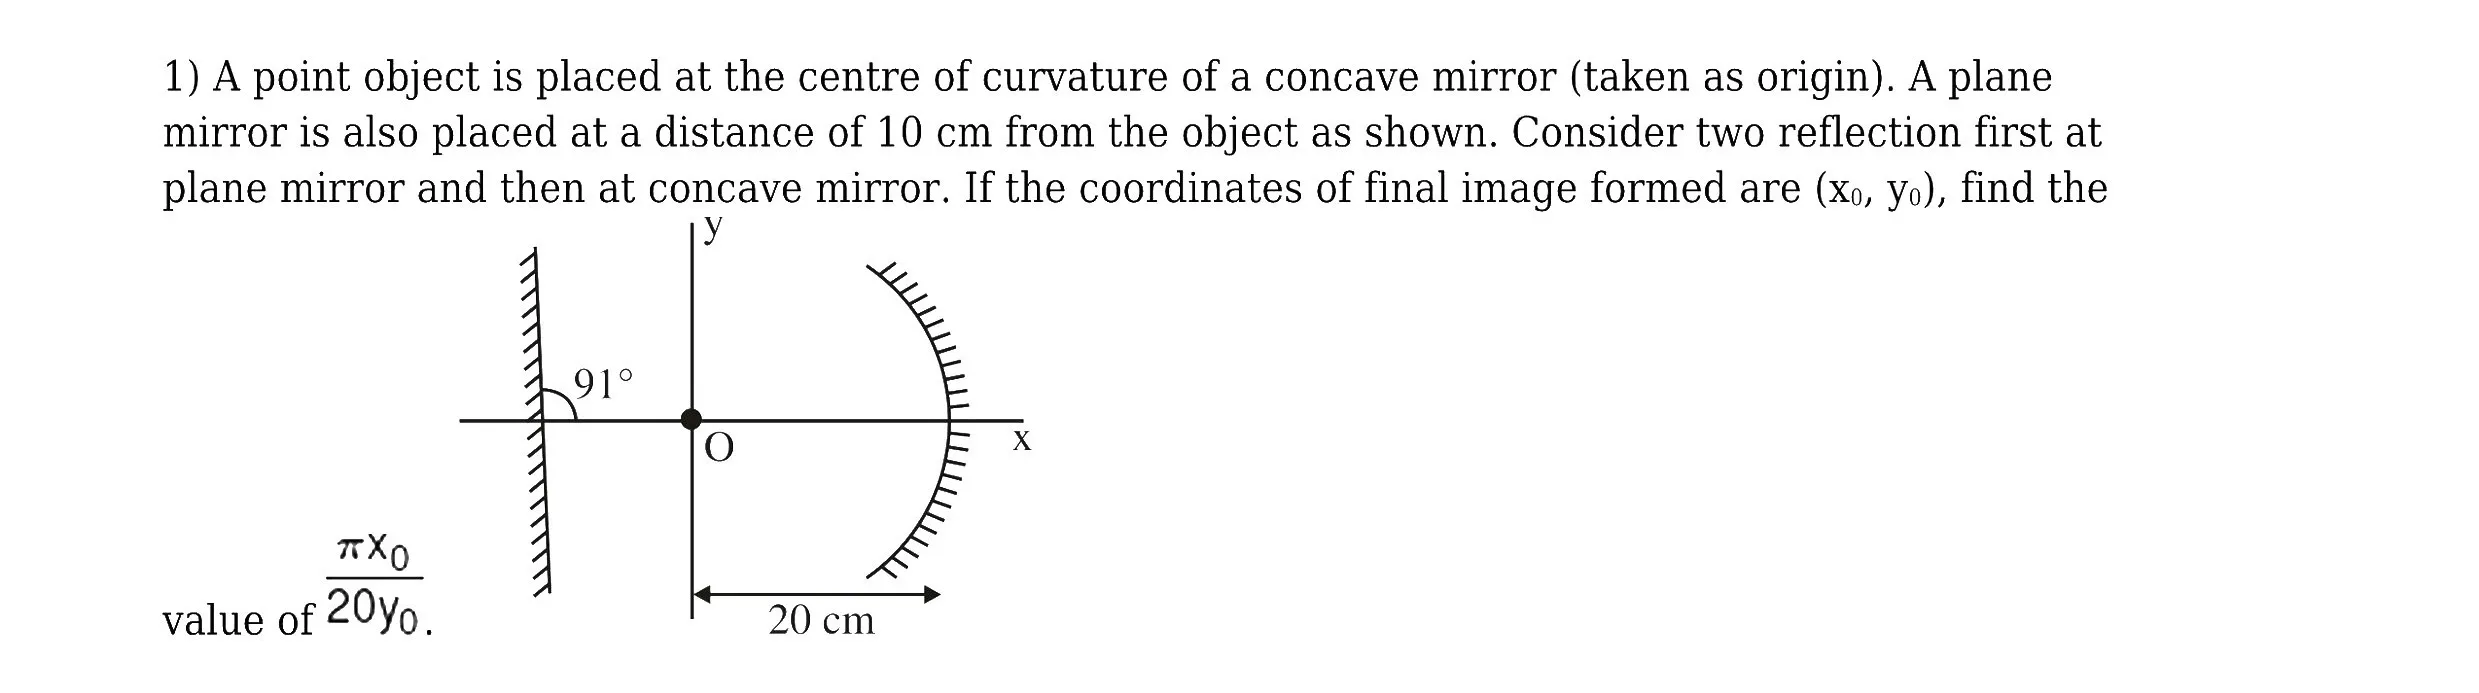 1) A point object is placed at the centre of curvature of a concave mirror (taken as origin). A plane
mirror is also placed at a distance of 10 cm from the object as shown. Consider two reflection first at
plane mirror and then at concave mirror. If the coordinates of final image formed are (x₀, y₀), find the
y
91°
O
x
20 cm
value of πx₀/20y₀.